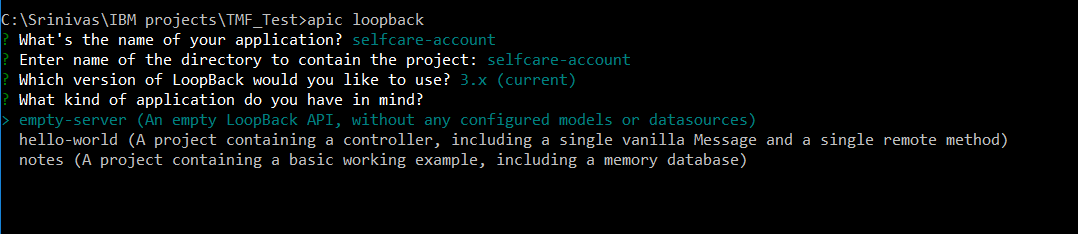 C:\Srinivas\IBM projects\TMF_Test>apic loopback
? What's the name of your application? selfcare-account
? Enter name of the directory to contain the project: selfcare-account
? Which version of LoopBack would you like to use? 3.x (current)
? What kind of application do you have in mind?
> empty-server (An empty LoopBack API, without any configured models or datasources)
hello-world (A project containing a controller, including a single vanilla Message and a single remote method)
notes (A project containing a basic working example, including a memory database)